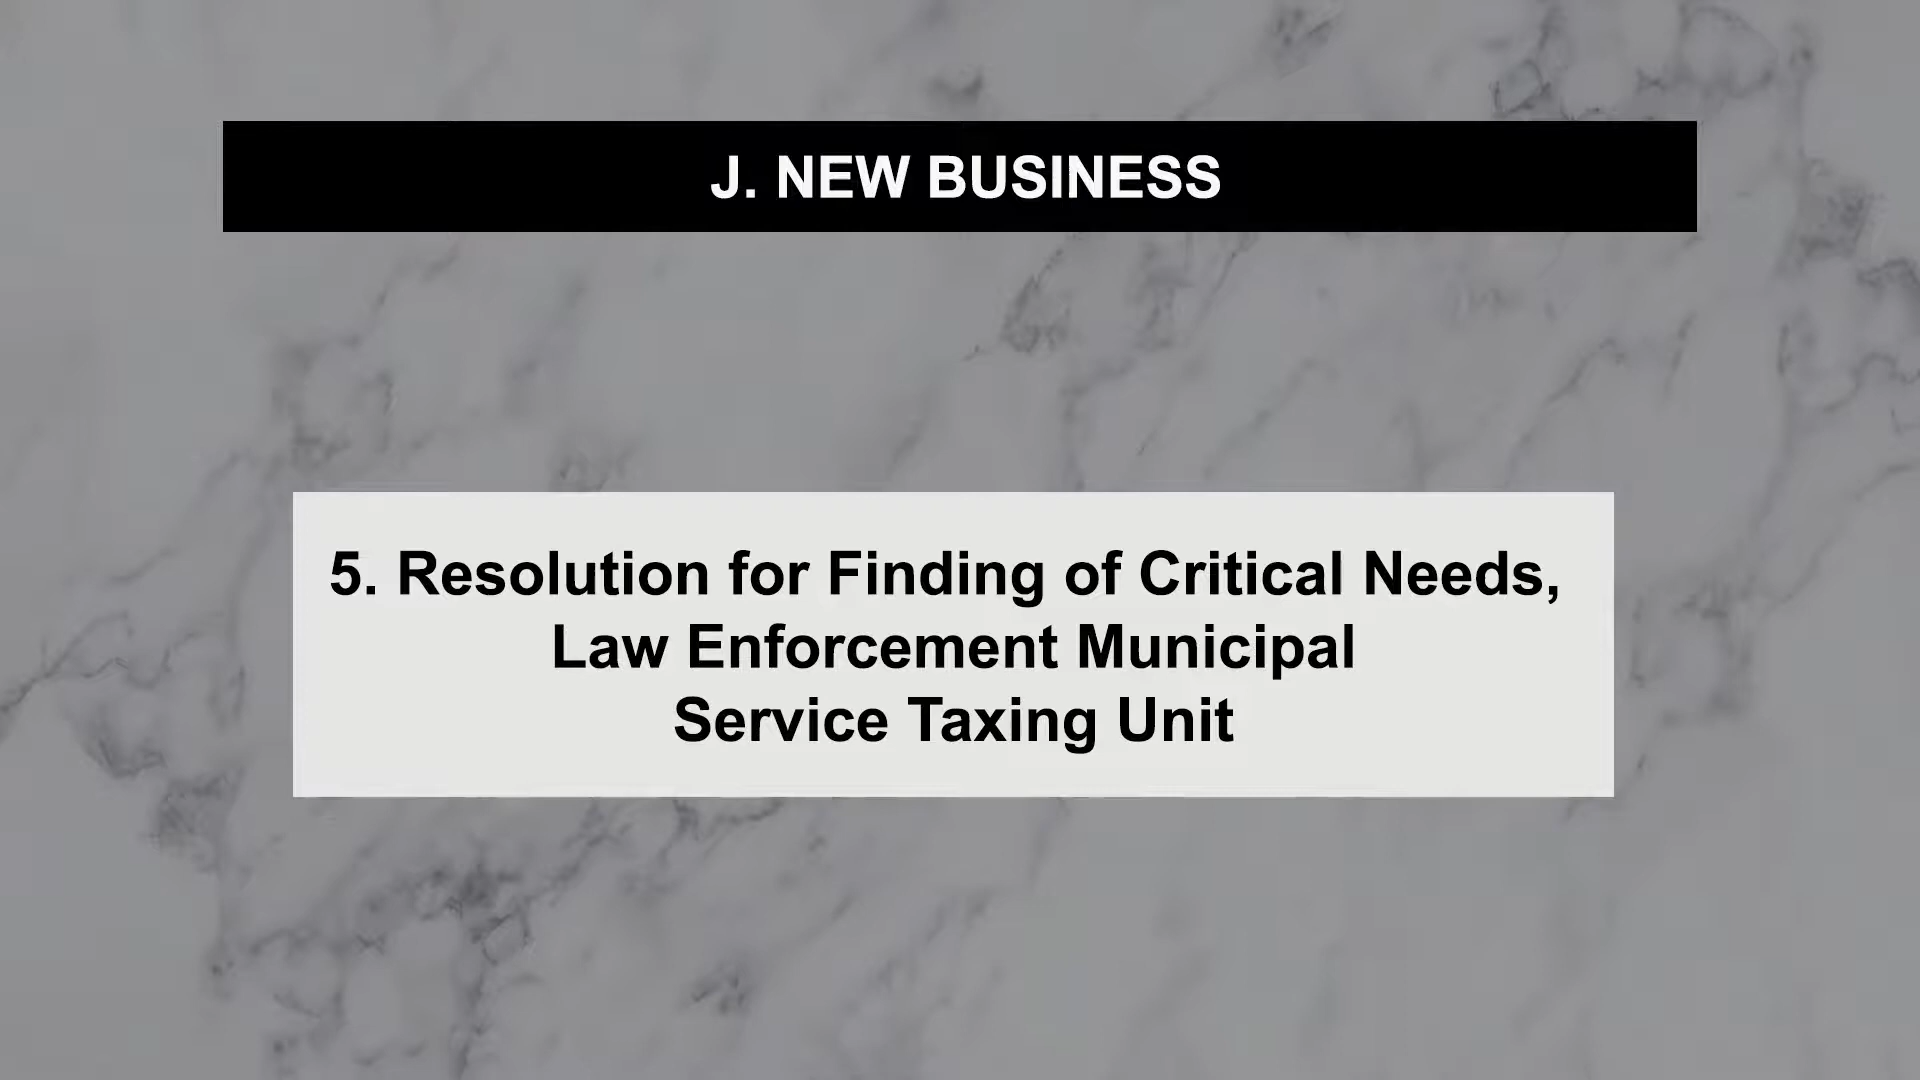 J. NEW BUSINESS
5. Resolution for Finding of Critical Needs,
Law Enforcement Municipal
Service Taxing Unit